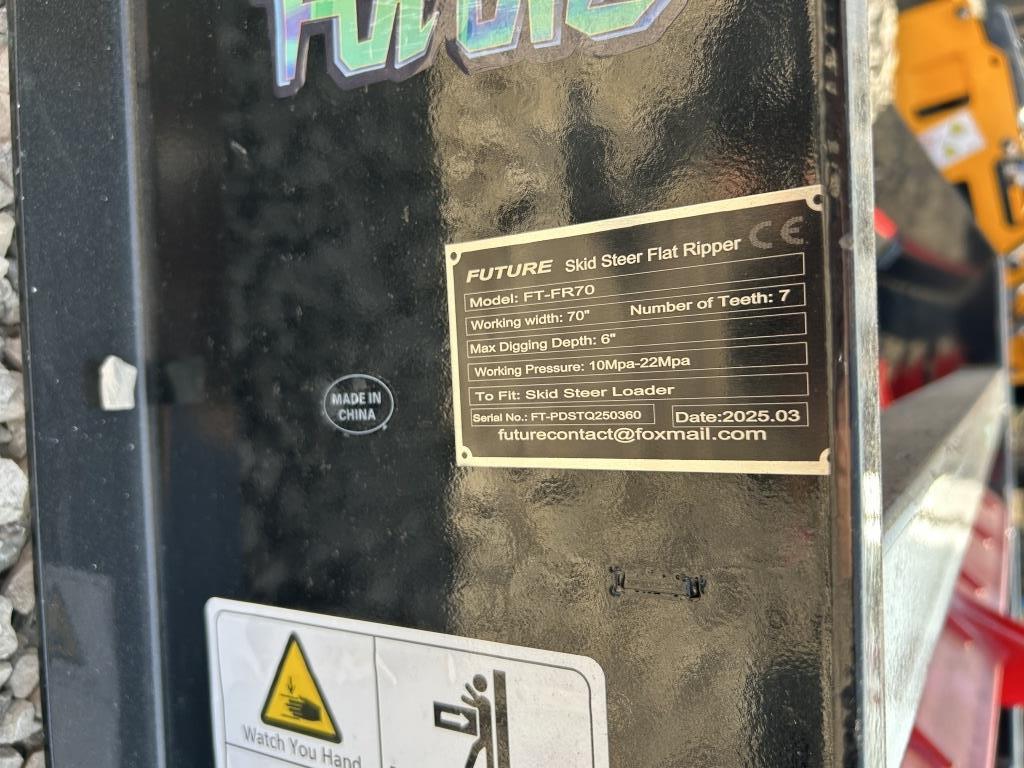 FUTURE
FUTURE Skid Steer Flat Ripper CE
Model: FT-FR70
Working width: 70" Number of Teeth: 7
Max Digging Depth: 6"
Working Pressure: 10Mpa-22Mpa
To Fit: Skid Steer Loader
Serial No.: FT-PDSTQ250360 Date:2025.03
futurecontact@foxmail.com
MADE IN
CHINA
Watch You Hand